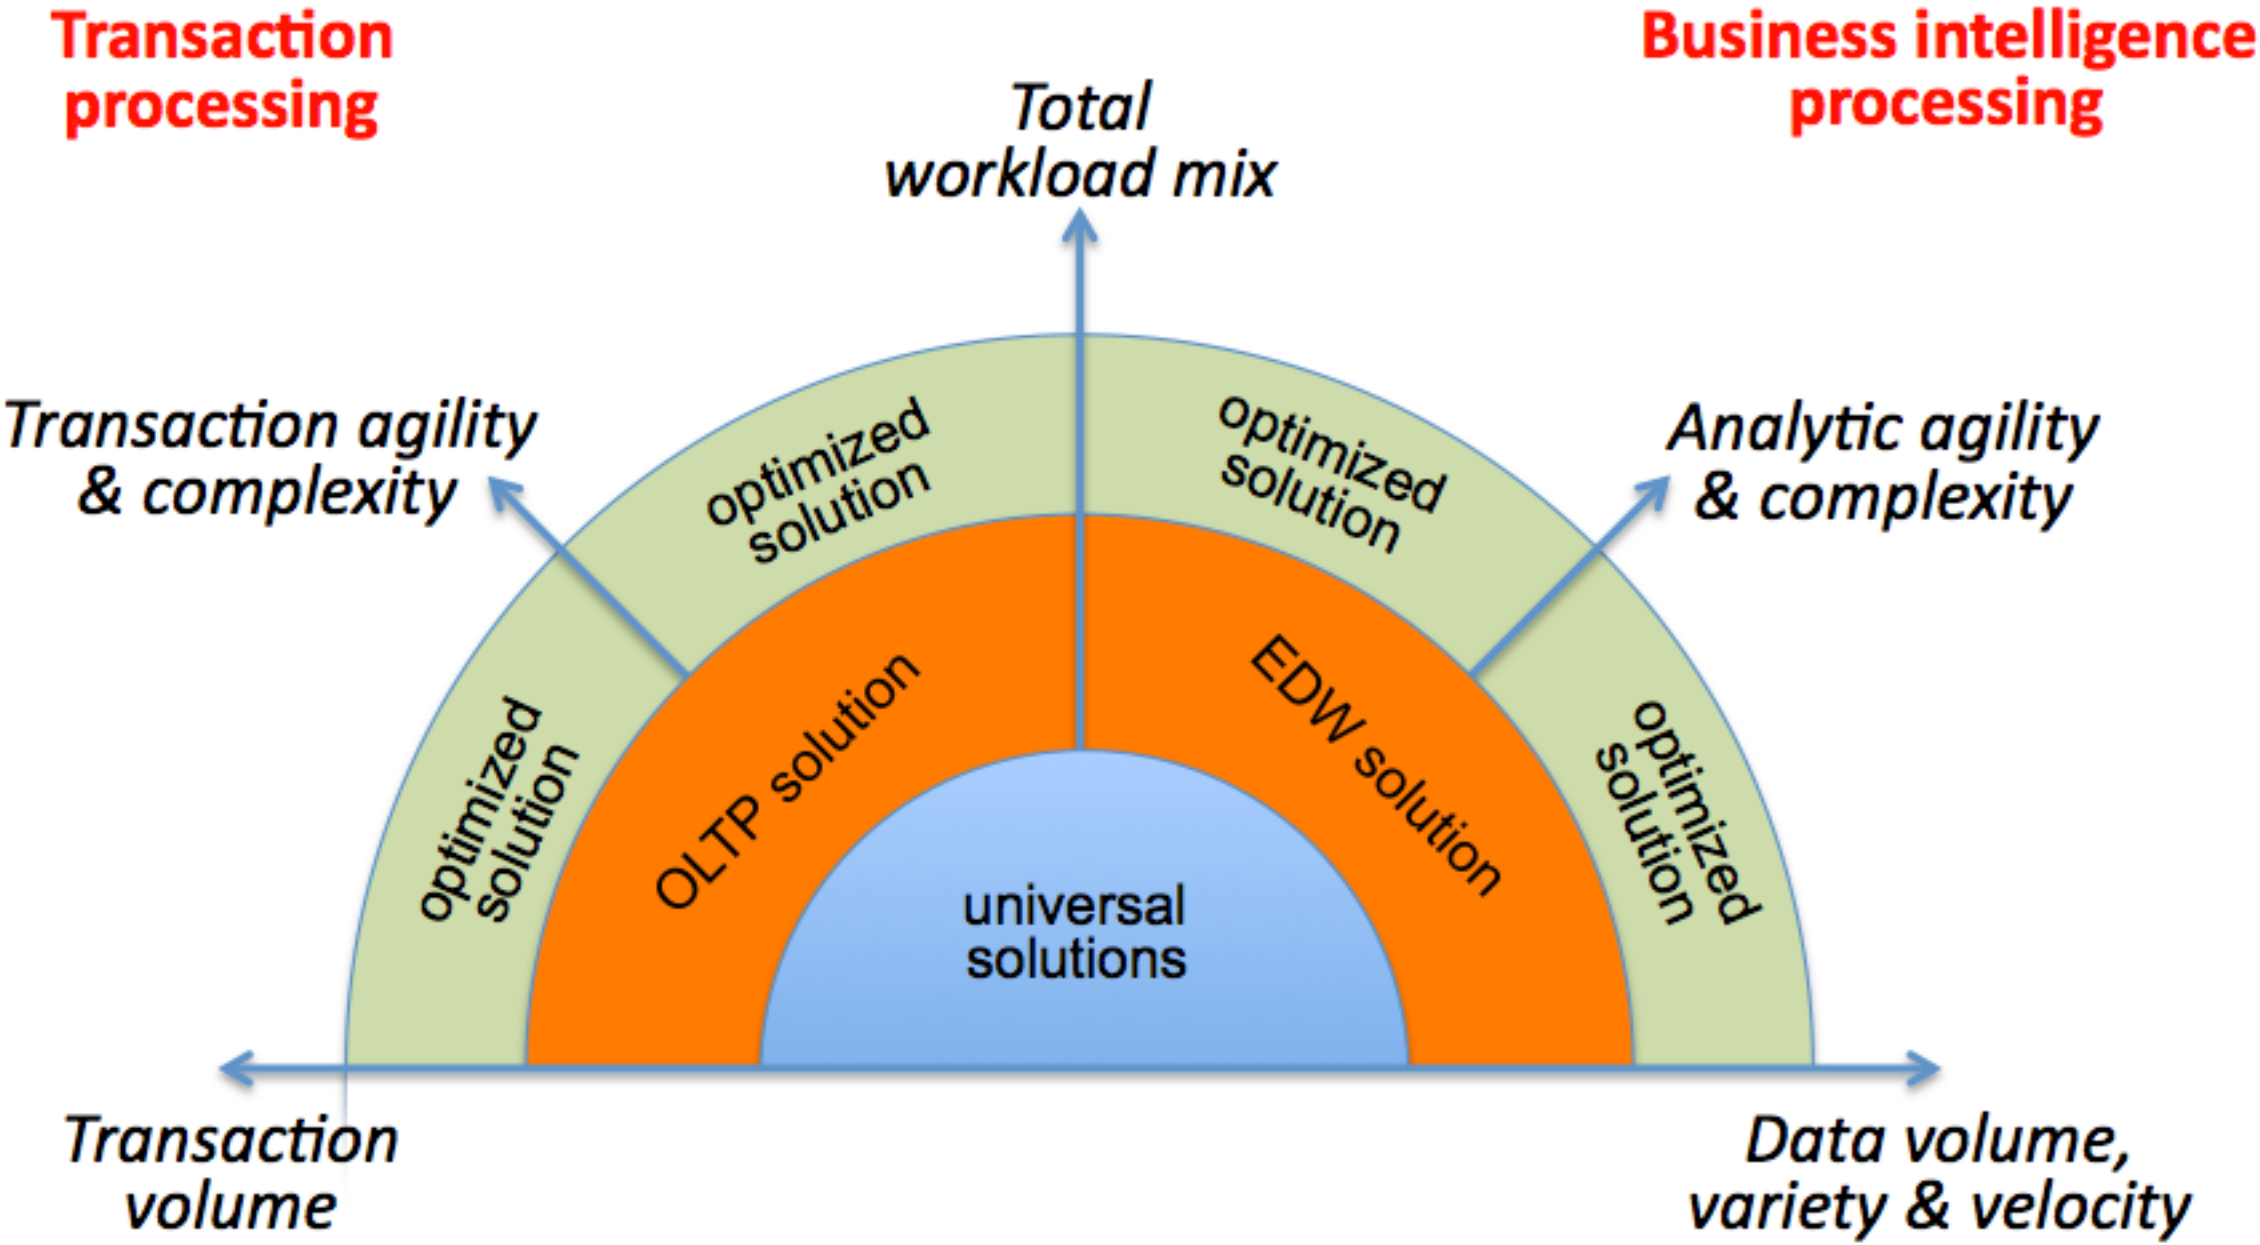 Transaction
processing
Business intelligence
processing
Total
workload mix
Transaction agility
& complexity
Analytic agility
& complexity
optimized
solution
optimized
solution
optimized
solution
optimized
solution
OLTP solution
EDW solution
universal
solutions
Transaction
volume
Data volume,
variety & velocity